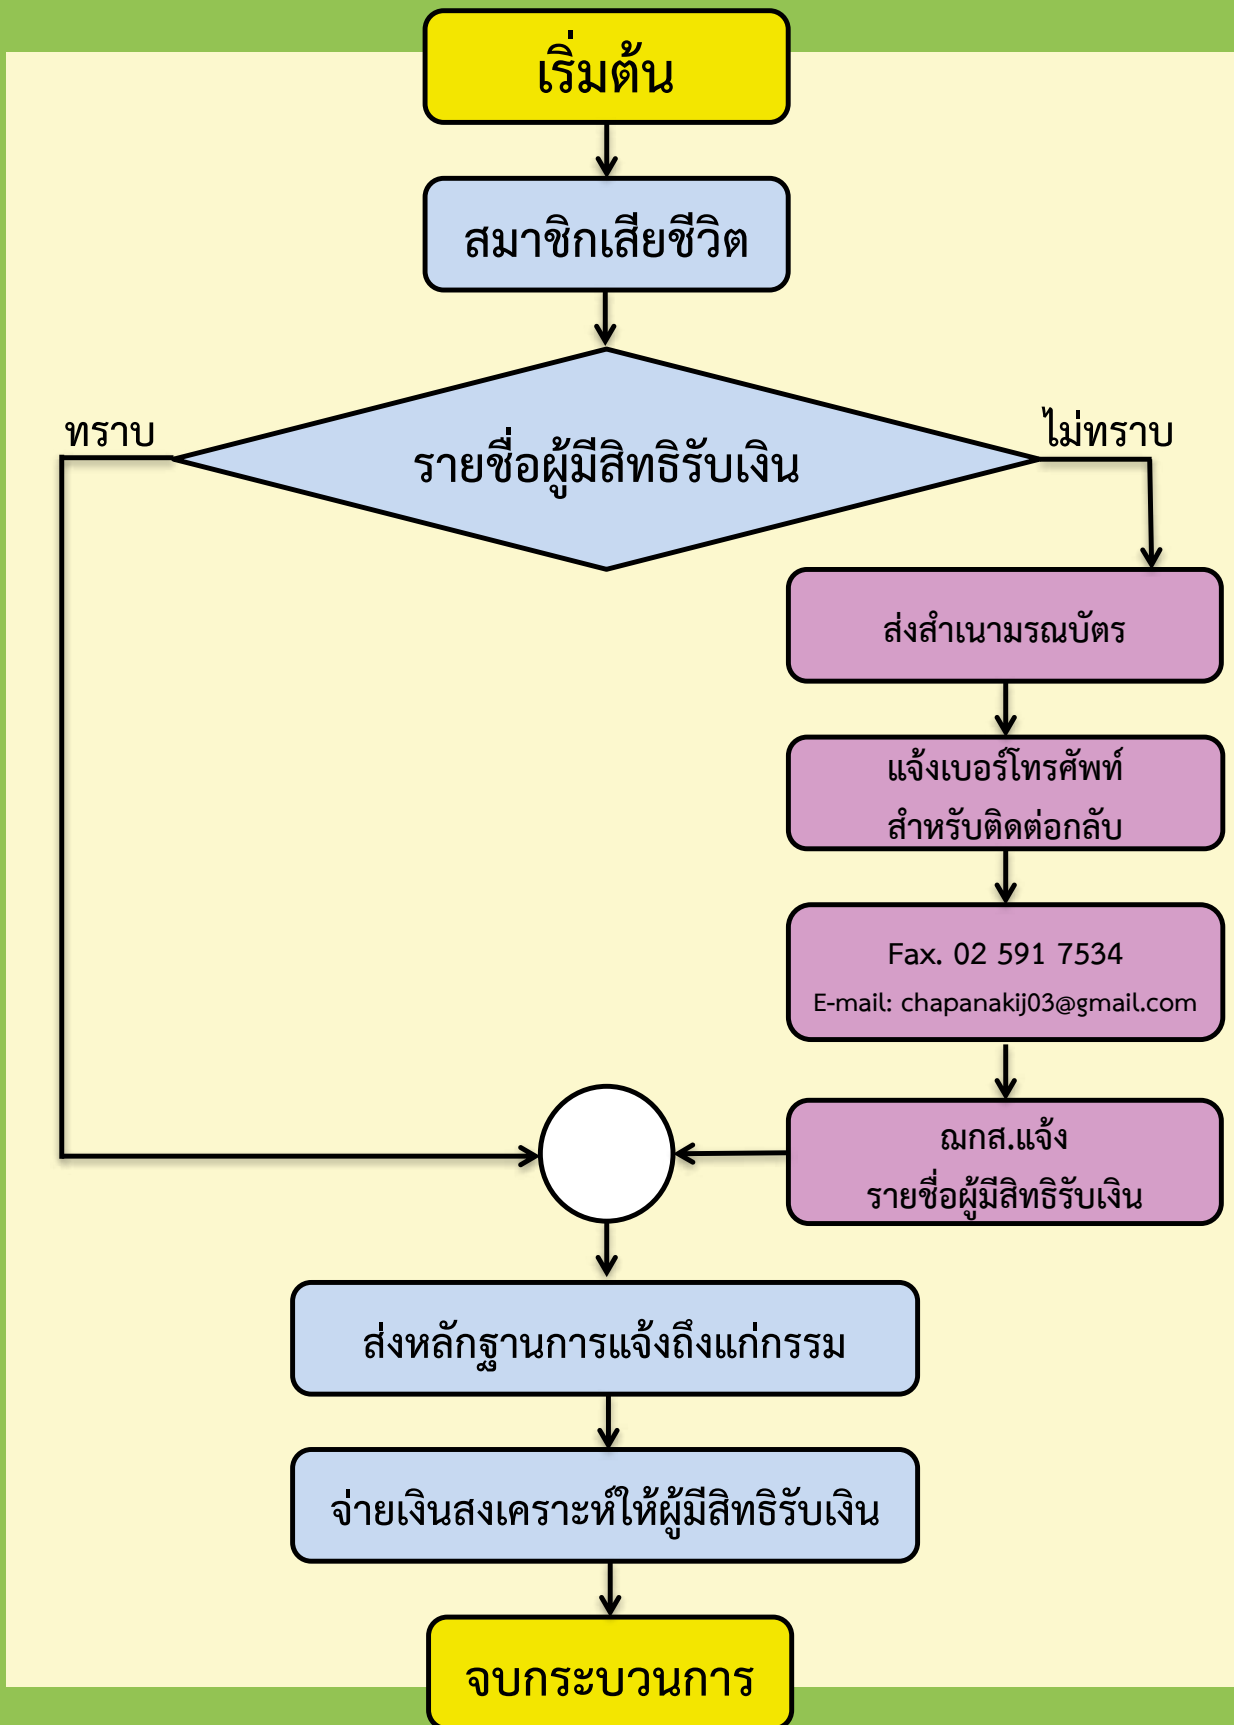 เริ่มต้น
สมาชิกเสียชีวิต
ทราบ
รายชื่อผู้มีสิทธิรับเงิน
ไม่ทราบ
ส่งสำเนามรณบัตร
แจ้งเบอร์โทรศัพท์
สำหรับติดต่อกลับ
Fax. 02 591 7534
E-mail: chapanakij03@gmail.com
ฌกส.แจ้ง
รายชื่อผู้มีสิทธิรับเงิน
ส่งหลักฐานการแจ้งถึงแก่กรรม
จ่ายเงินสงเคราะห์ให้ผู้มีสิทธิรับเงิน
จบกระบวนการ